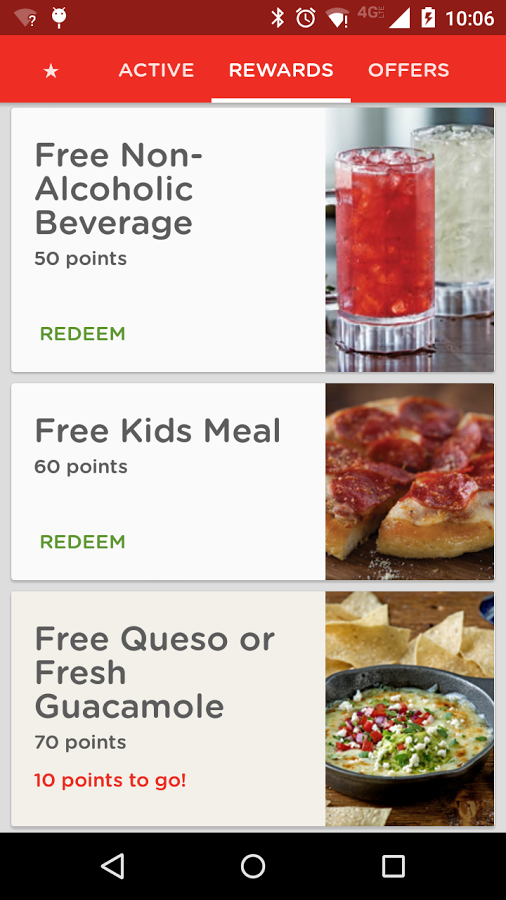 10:06
4G LTE
ACTIVE REWARDS OFFERS
Free Non-
Alcoholic
Beverage
50 points
REDEEM
Free Kids Meal
60 points
REDEEM
Free Queso or
Fresh
Guacamole
70 points
10 points to go!